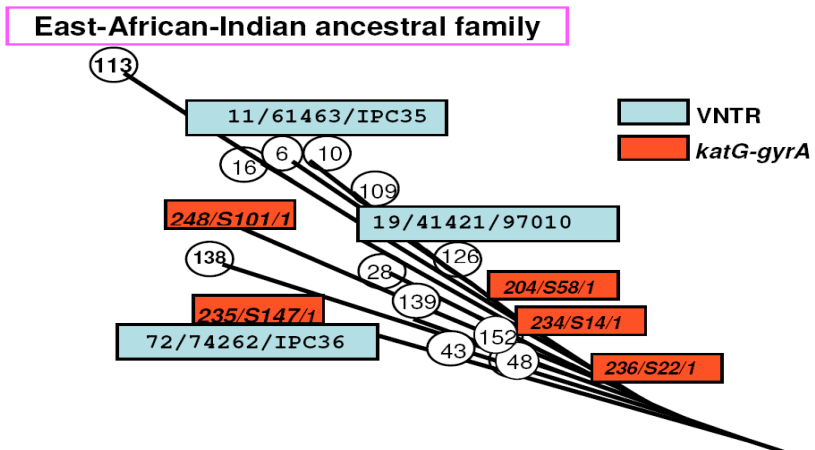 East-African-Indian ancestral family
113
11/61463/IPC35
VNTR
katG-gyrA
16
6
10
109
248/S101/1
19/41421/97010
138
28
126
204/S58/1
139
235/S147/1
234/S14/1
72/74262/IPC36
43
152
48
236/S22/1